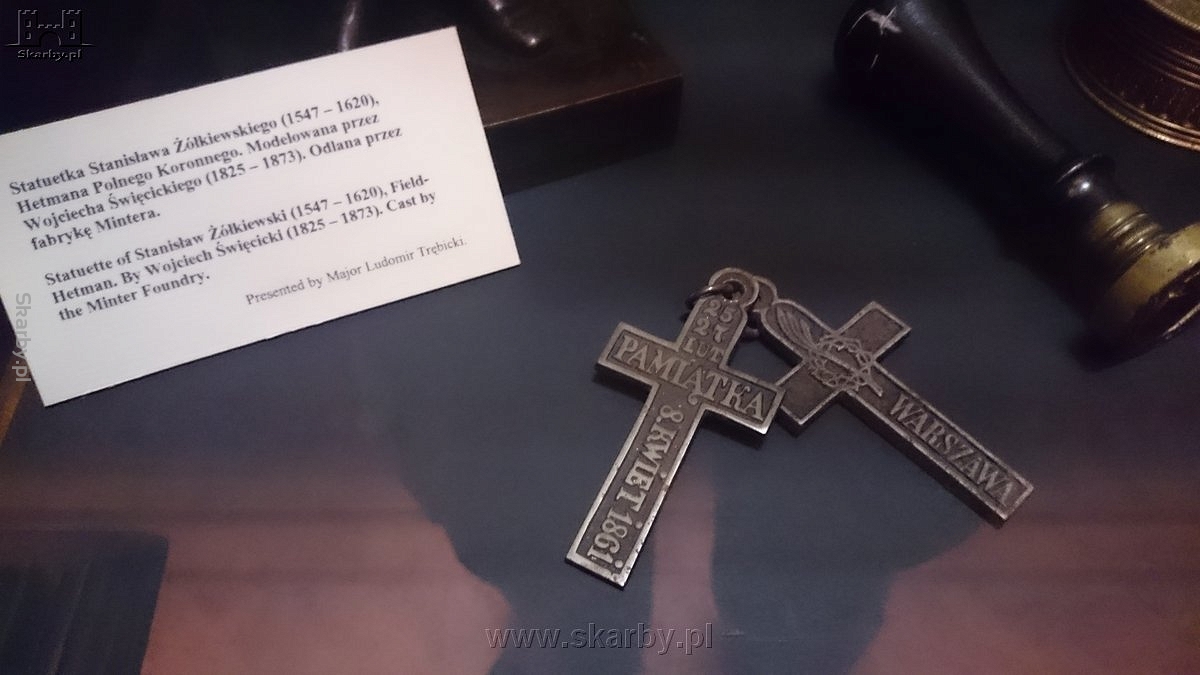 Skarby.pl
Statuetka Stanisława Żółkiewskiego (1547 – 1620),
Hetmana Polnego Koronnego. Modelowana przez
Wojciecha Święcickiego (1825 – 1873). Odlana przez
fabrykę Mintera.
Statuette of Stanisław Żółkiewski (1547 – 1620), Field-
Hetman. By Wojciech Święcicki (1825 – 1873). Cast by
the Minter Foundry.
Presented by Major Ludomir Trębicki.
Skarby.pl
25
27
LUT
PAMIĄTKA
8. KWIET 1861
WARSZAWA
www.skarby.pl